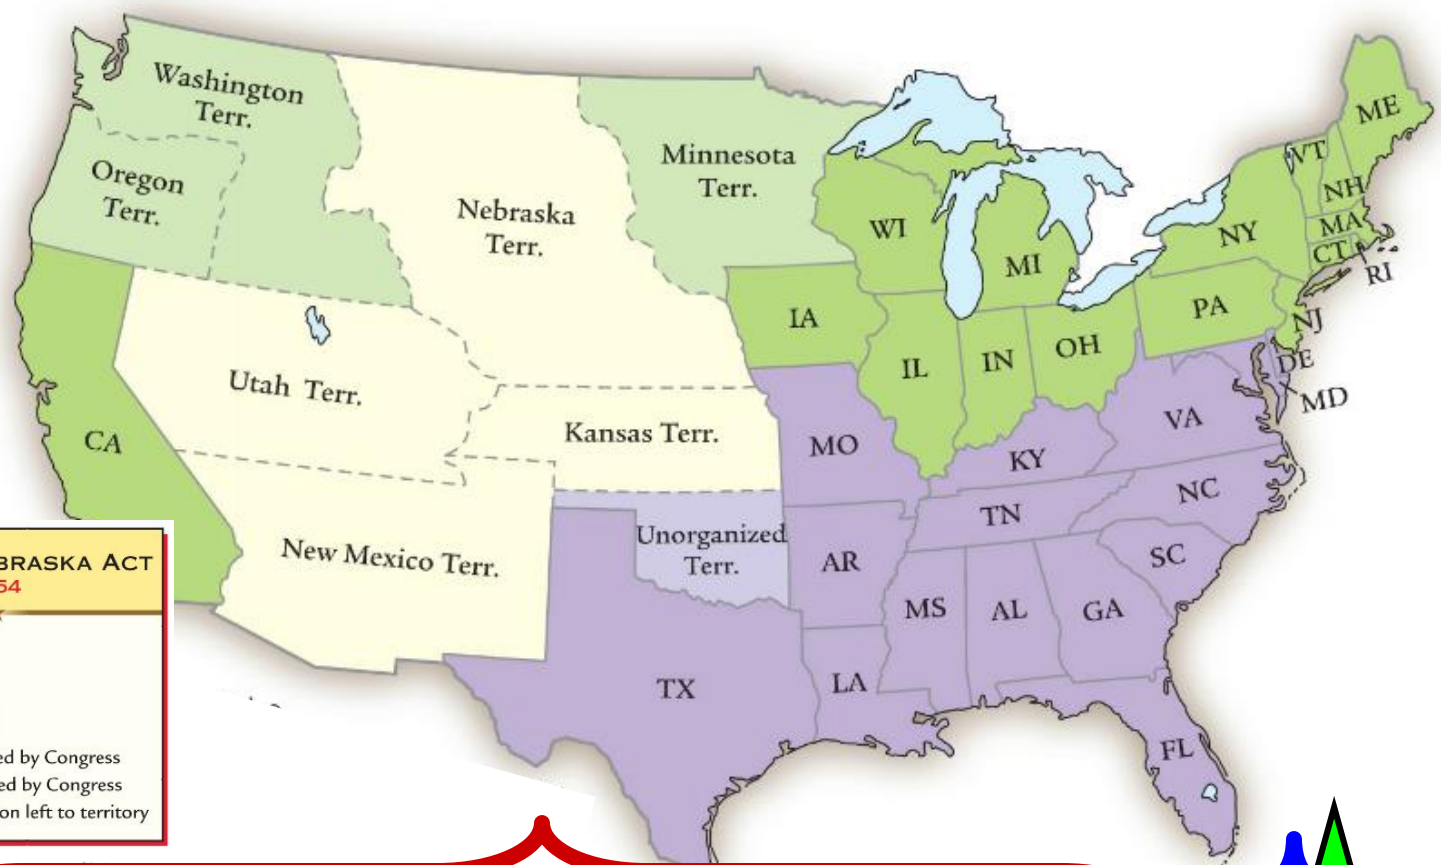 Washington
Terr.
Oregon
Terr.
Nebraska
Terr.
Minnesota
Terr.
Utah Terr.
Kansas Terr.
New Mexico Terr.
Unorganized
Terr.
CA
TX
WI
MI
IA
IL
IN
OH
PA
NY
VT
NH
ME
MA
CT
RI
NJ
DE
MD
VA
MO
KY
TN
NC
SC
AR
MS
AL
GA
LA
FL
BRASKA ACT
54
ed by Congress
ed by Congress
on left to territory